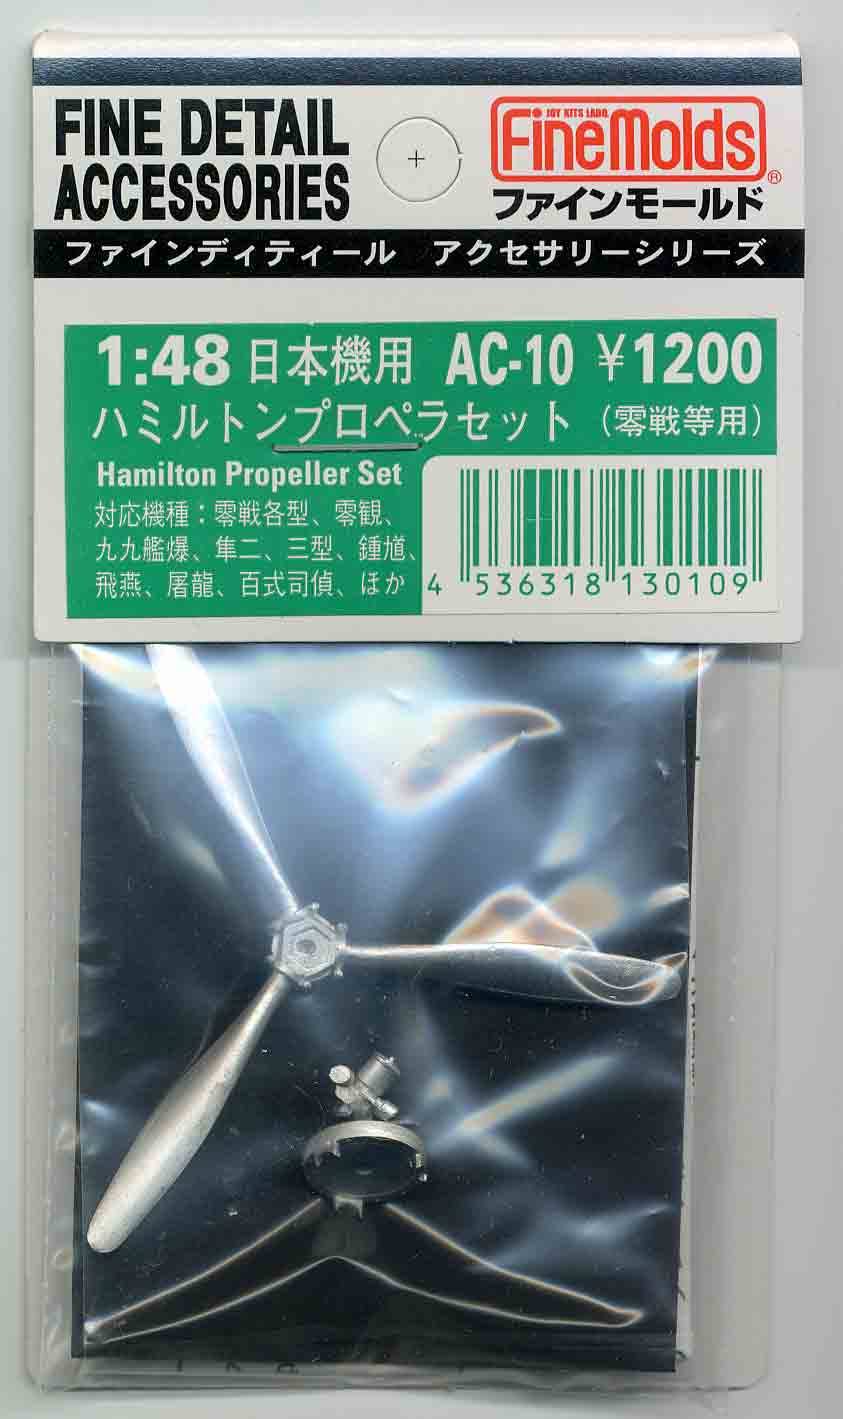 FINE DETAIL
ACCESSORIES
JOY KITS LABO.
FineMolds®
ファインモールド
ファインディティール　アクセサリーシリーズ
1:48 日本機用 AC-10 ¥1200
ハミルトンプロペラセット（零戦等用）
Hamilton Propeller Set
対応機種：零戦各型、零観、
九九艦爆、隼二、三型、鍾馗、
飛燕、屠龍、百式司偵、ほか
4 536318 130109